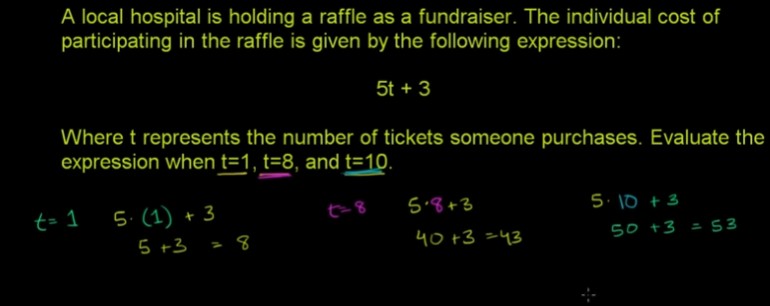 A local hospital is holding a raffle as a fundraiser. The individual cost of
participating in the raffle is given by the following expression:
5t + 3
Where t represents the number of tickets someone purchases. Evaluate the
expression when t=1, t=8, and t=10.
t= 1 5·(1) + 3
5 +3 = 8
t=8 5·8+3
40 +3 =43
5·10 + 3
50 +3 = 53